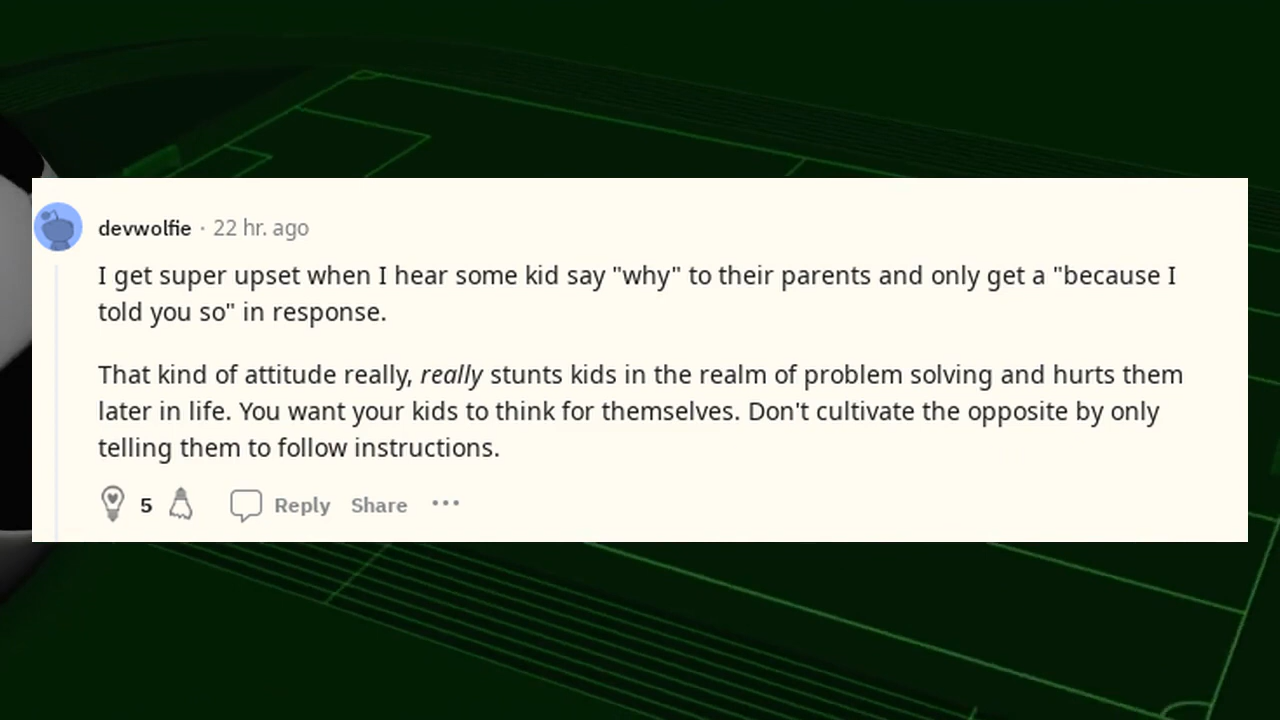 devwolfie · 22 hr. ago
I get super upset when I hear some kid say "why" to their parents and only get a "because I
told you so" in response.
That kind of attitude really, really stunts kids in the realm of problem solving and hurts them
later in life. You want your kids to think for themselves. Don't cultivate the opposite by only
telling them to follow instructions.
5 Reply Share ···